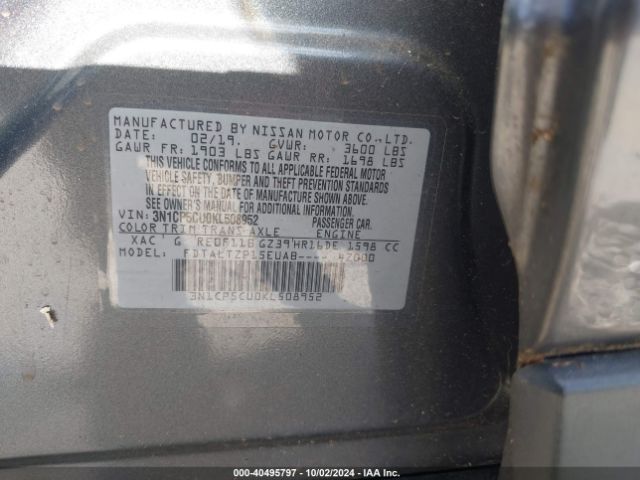 MANUFACTURED BY NISSAN MOTOR CO., LTD.
DATE: 02/19. GVWR: 3600 LBS
GAWR FR: 1903 LBS GAWR RR: 1698 LBS
THIS VEHICLE CONFORMS TO ALL APPLICABLE FEDERAL MOTOR
VEHICLE SAFETY, BUMPER AND THEFT PREVENTION STANDARDS
IN EFFECT ON THE DATE OF MANUFACTURE SHOWN ABOVE.
SEE OWNER'S MANUAL FOR ADDITIONAL INFORMATION
VIN: 3N1CP5CU0KL508952 PASSENGER CAR.
COLOR TRIM TRANS AXLE ENGINE
XAC G RE0F11B GZ39 HR16DE 1598 CC
MODEL: FDTALTZP15EUAB---- 4Z000
3N1CP5CU0KL508952
000-40495797 - 10/02/2024 - IAA Inc.